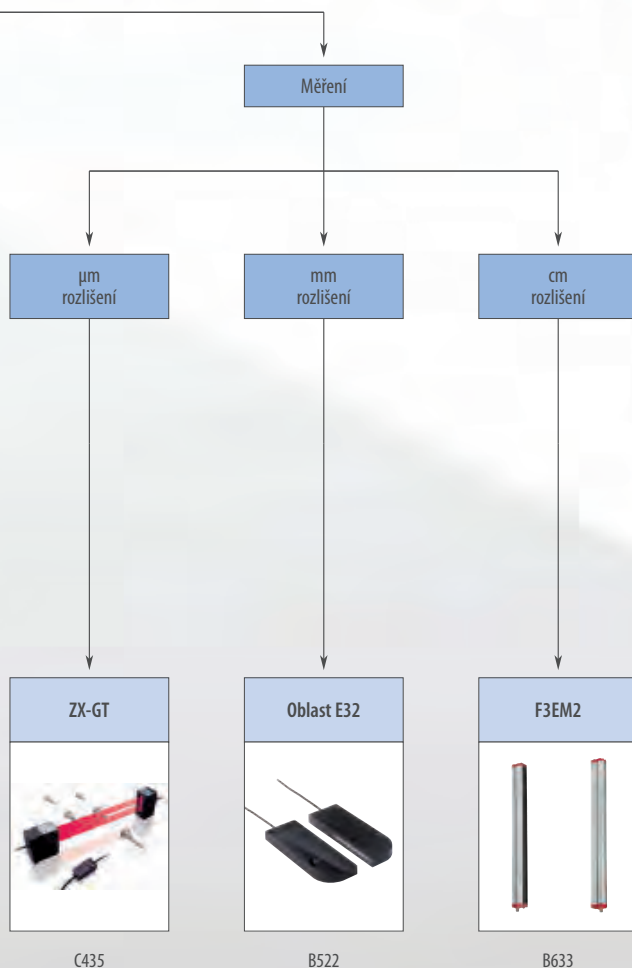 Měření
µm
rozlišení
mm
rozlišení
cm
rozlišení
ZX-GT
Oblast E32
F3EM2
C435
B522
B633